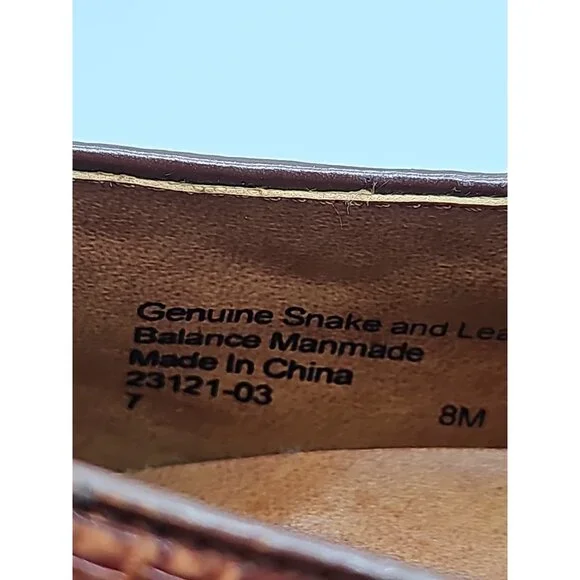 Genuine Snake and Lea
Balance Manmade
Made In China
23121-03
7 8M